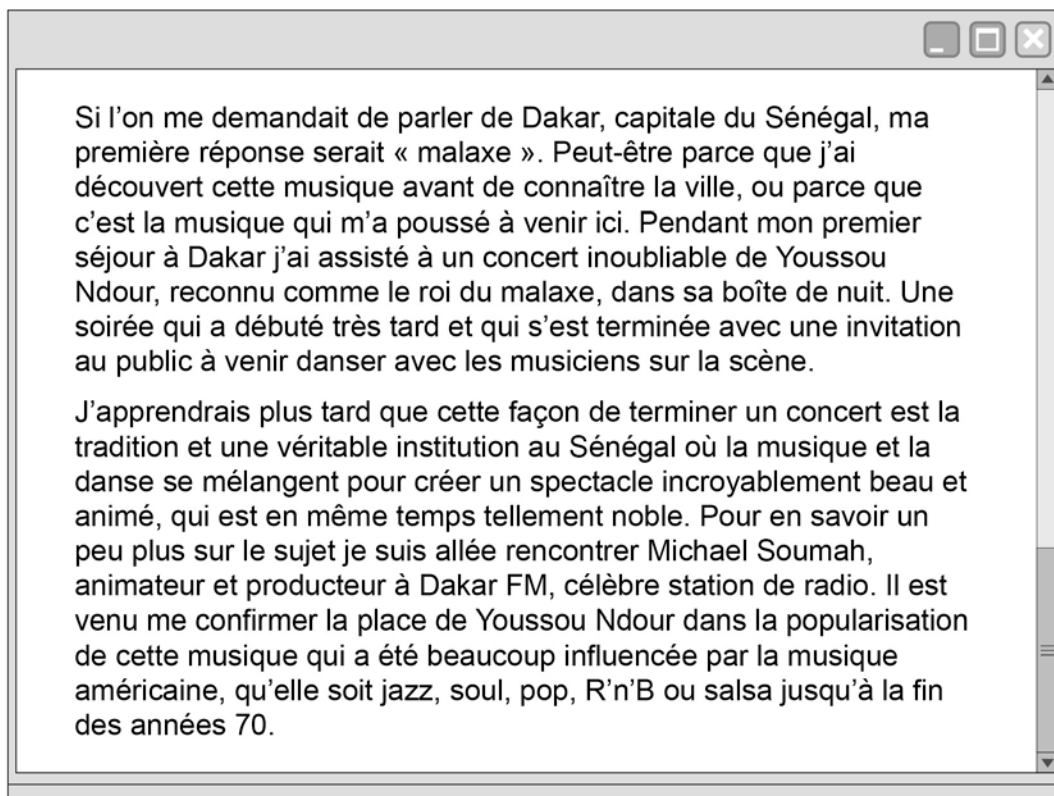 Si l’on me demandait de parler de Dakar, capitale du Sénégal, ma
première réponse serait « malaxe ». Peut-être parce que j’ai
découvert cette musique avant de connaître la ville, ou parce que
c’est la musique qui m’a poussé à venir ici. Pendant mon premier
séjour à Dakar j’ai assisté à un concert inoubliable de Youssou
Ndour, reconnu comme le roi du malaxe, dans sa boîte de nuit. Une
soirée qui a débuté très tard et qui s’est terminée avec une invitation
au public à venir danser avec les musiciens sur la scène.
J’apprendrais plus tard que cette façon de terminer un concert est la
tradition et une véritable institution au Sénégal où la musique et la
danse se mélangent pour créer un spectacle incroyablement beau et
animé, qui est en même temps tellement noble. Pour en savoir un
peu plus sur le sujet je suis allée rencontrer Michael Soumah,
animateur et producteur à Dakar FM, célèbre station de radio. Il est
venu me confirmer la place de Youssou Ndour dans la popularisation
de cette musique qui a été beaucoup influencée par la musique
américaine, qu’elle soit jazz, soul, pop, R’n’B ou salsa jusqu’à la fin
des années 70.